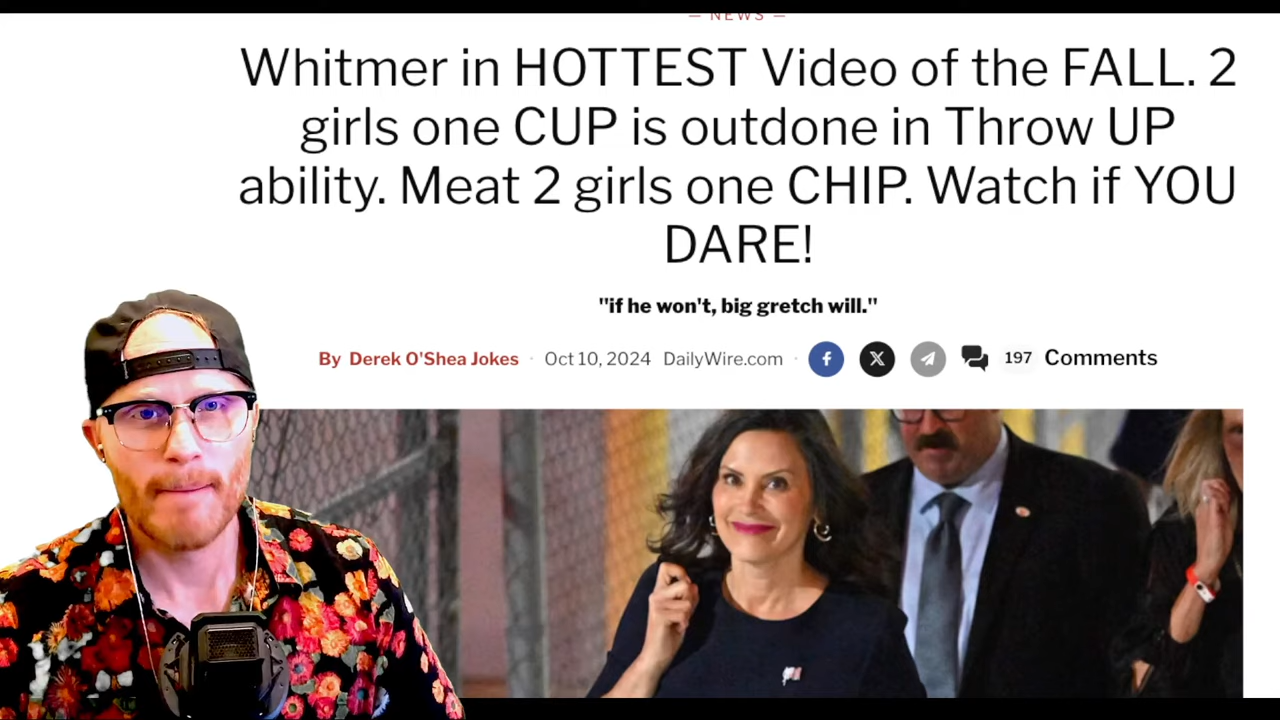 — NEWS —
Whitmer in HOTTEST Video of the FALL. 2
girls one CUP is outdone in Throw UP
ability. Meat 2 girls one CHIP. Watch if YOU
DARE!
"if he won't, big gretch will."
By Derek O'Shea Jokes · Oct 10, 2024 DailyWire.com · f X 197 Comments